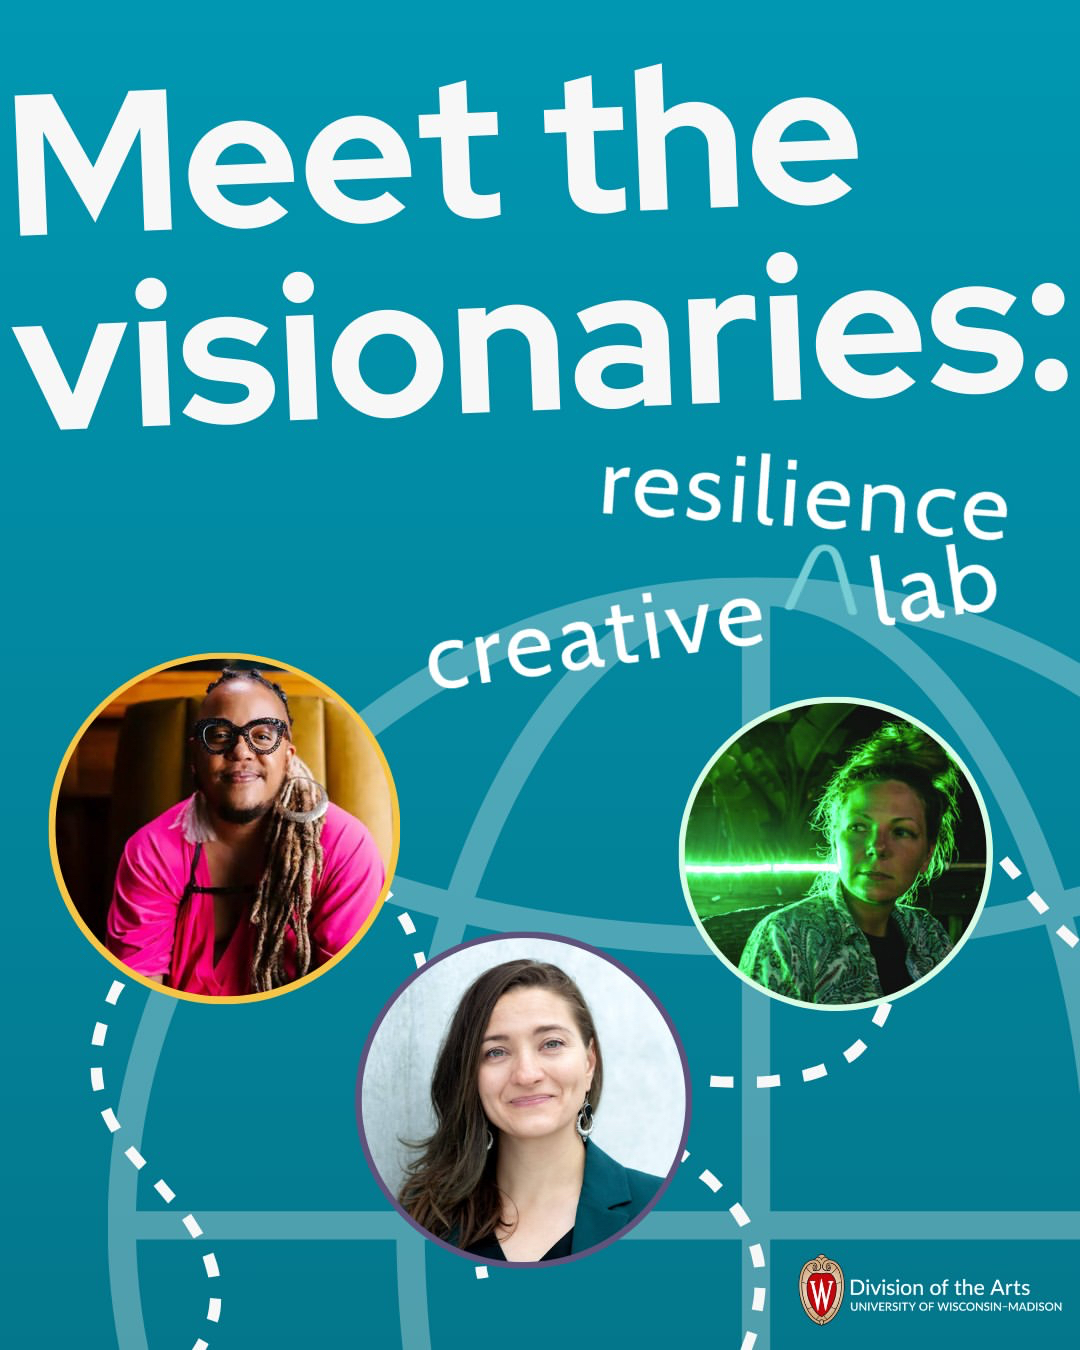 Meet the
visionaries:
resilience
creative lab
W
Division of the Arts
UNIVERSITY OF WISCONSIN–MADISON